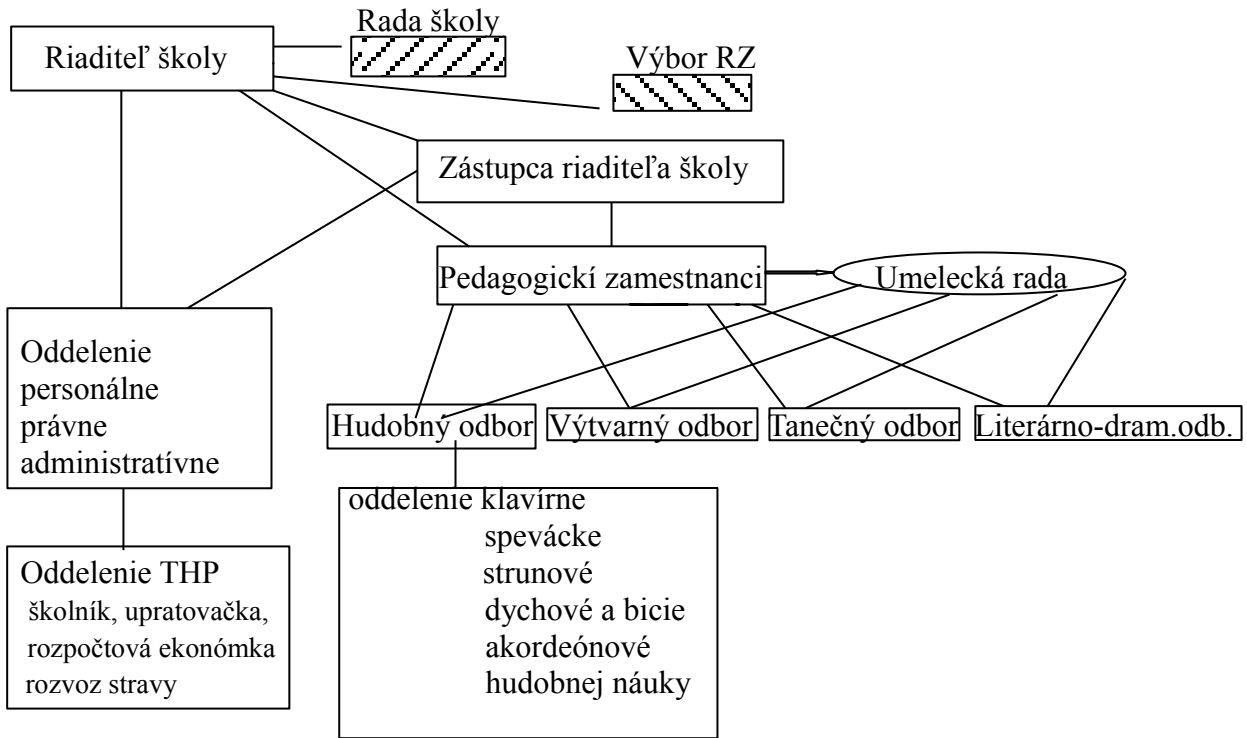 Rada školy
Riaditeľ školy
Výbor RZ
Zástupca riaditeľa školy
Pedagogickí zamestnanci
Umelecká rada
Oddelenie
personálne
právne
administratívne
Hudobný odbor
Výtvarný odbor
Tanečný odbor
Literárno-dram.odb.
oddelenie klavírne
spevácke
strunové
dychové a bicie
akordeónové
hudobnej náuky
Oddelenie THP
školník, upratovačka,
rozpočtová ekonómka
rozvoz stravy